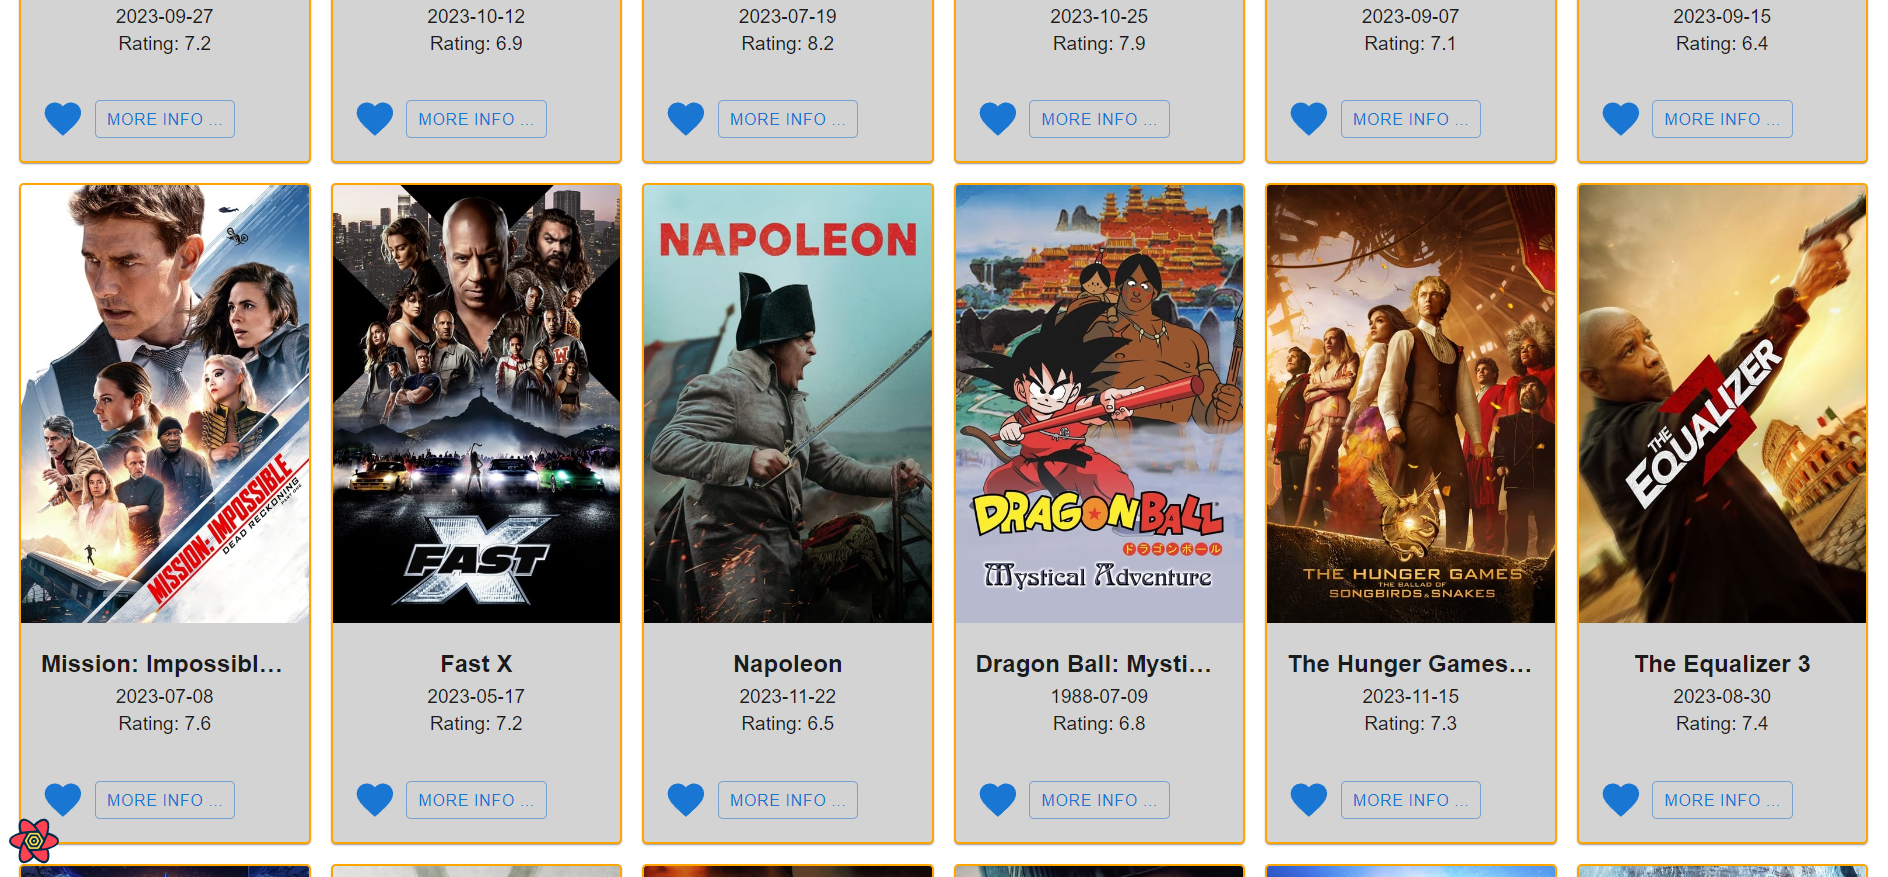 2023-09-27
Rating: 7.2
MORE INFO ...
2023-10-12
Rating: 6.9
MORE INFO ...
2023-07-19
Rating: 8.2
MORE INFO ...
2023-10-25
Rating: 7.9
MORE INFO ...
2023-09-07
Rating: 7.1
MORE INFO ...
2023-09-15
Rating: 6.4
MORE INFO ...
MISSION: IMPOSSIBLE
DEAD RECKONING
PART ONE
Mission: Impossibl...
2023-07-08
Rating: 7.6
MORE INFO ...
W
FAST X
Fast X
2023-05-17
Rating: 7.2
MORE INFO ...
NAPOLEON
Napoleon
2023-11-22
Rating: 6.5
MORE INFO ...
DRAGON BALL
ドラゴンボール
Mystical Adventure
Dragon Ball: Mysti...
1988-07-09
Rating: 6.8
MORE INFO ...
THE HUNGER GAMES
THE BALLAD OF
SONGBIRDS & SNAKES
The Hunger Games...
2023-11-15
Rating: 7.3
MORE INFO ...
THE
EQUALIZER
3
The Equalizer 3
2023-08-30
Rating: 7.4
MORE INFO ...